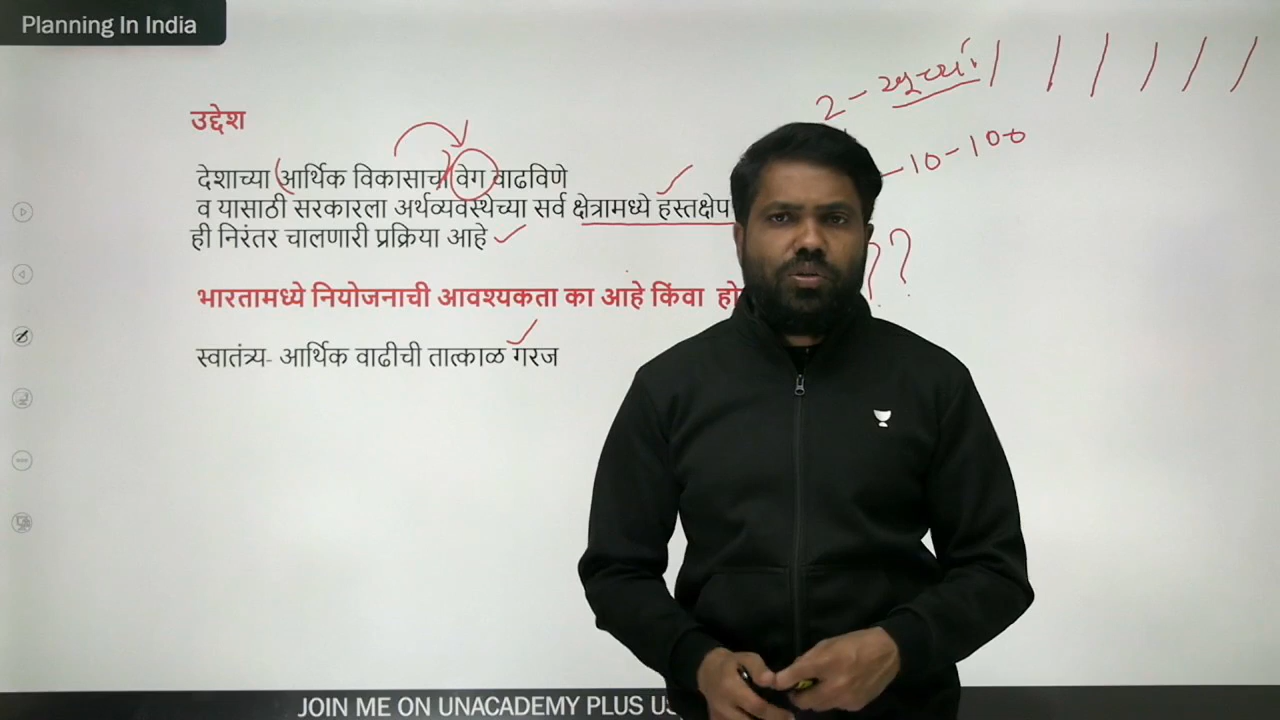 Planning In India
2 - सुट्या
10-100
उद्देश
देशाच्या आर्थिक विकासाचा वेग वाढविणे
व यासाठी सरकारला अर्थव्यवस्थेच्या सर्व क्षेत्रामध्ये हस्तक्षेप
ही निरंतर चालणारी प्रक्रिया आहे
??
भारतामध्ये नियोजनाची आवश्यकता का आहे किंवा हो
स्वातंत्र्य- आर्थिक वाढीची तात्काळ गरज
JOIN ME ON UNACADEMY PLUS US